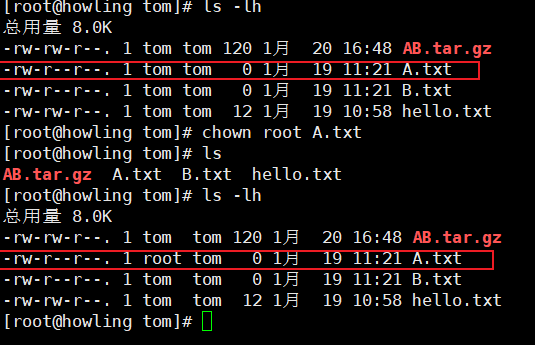 [root@howling tom]# ls -lh
总用量 8.0K
-rw-rw-r--. 1 tom tom 120 1月  20 16:48 AB.tar.gz
-rw-r--r--. 1 tom tom   0 1月  19 11:21 A.txt
-rw-rw-r--. 1 tom tom   0 1月  19 11:21 B.txt
-rw-rw-r--. 1 tom tom  12 1月  19 10:58 hello.txt
[root@howling tom]# chown root A.txt
[root@howling tom]# ls
AB.tar.gz  A.txt  B.txt  hello.txt
[root@howling tom]# ls -lh
总用量 8.0K
-rw-rw-r--. 1 tom  tom 120 1月  20 16:48 AB.tar.gz
-rw-r--r--. 1 root tom   0 1月  19 11:21 A.txt
-rw-rw-r--. 1 tom  tom   0 1月  19 11:21 B.txt
-rw-rw-r--. 1 tom  tom  12 1月  19 10:58 hello.txt
[root@howling tom]#